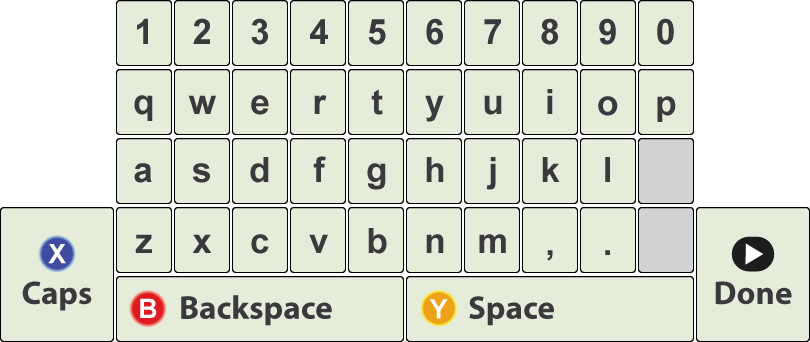 1 2 3 4 5 6 7 8 9 0
q w e r t y u i o p
a s d f g h j k l
z x c v b n m , .
X
Caps
B Backspace
Y Space
Done